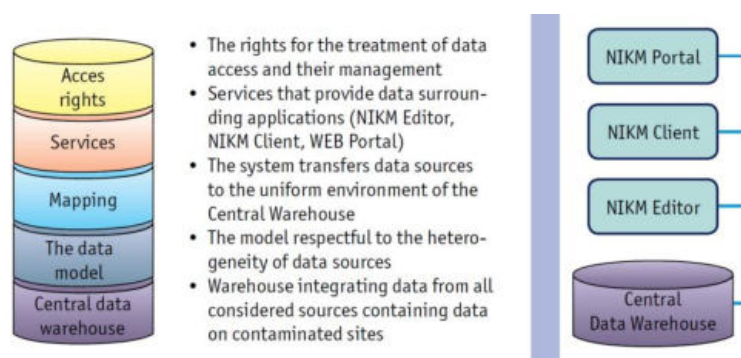 Acces
rights
Services
Mapping
The data
model
Central data
warehouse
• The rights for the treatment of data
access and their management
• Services that provide data surroun-
ding applications (NIKM Editor,
NIKM Client, WEB Portal)
• The system transfers data sources
to the uniform environment of the
Central Warehouse
• The model respectful to the hetero-
geneity of data sources
• Warehouse integrating data from all
considered sources containing data
on contaminated sites
NIKM Portal
NIKM Client
NIKM Editor
Central
Data Warehouse